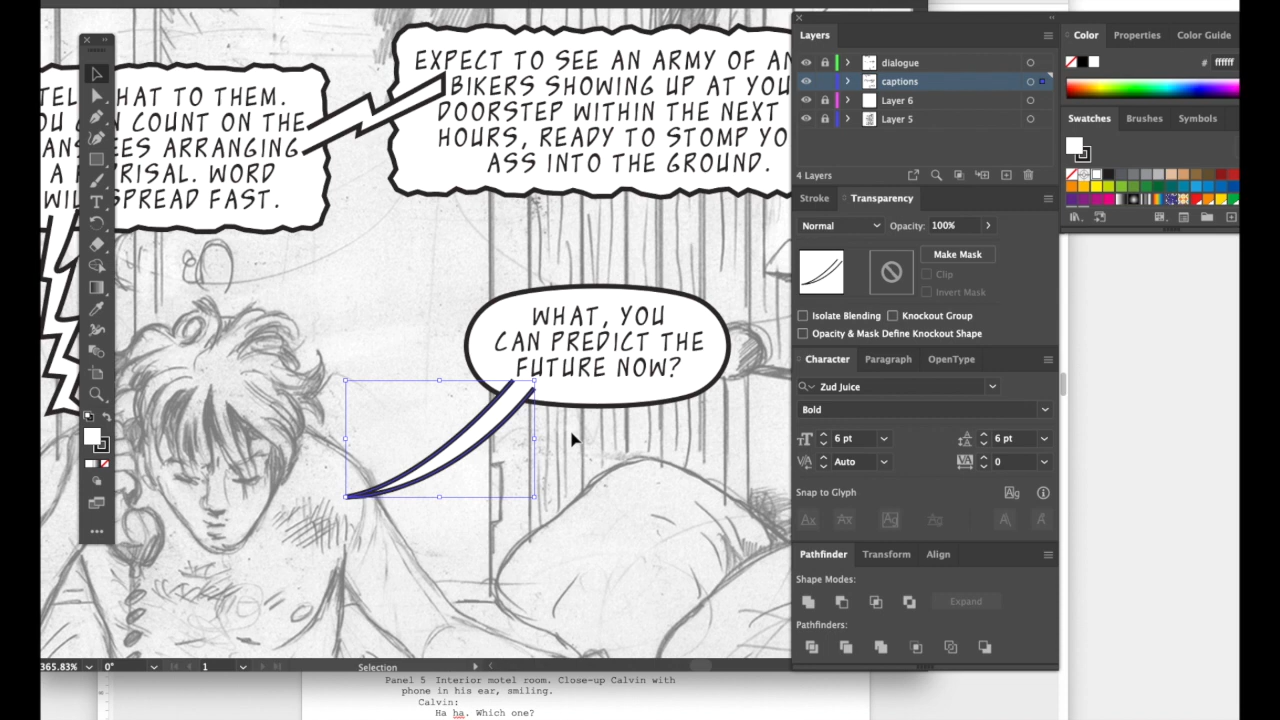 TELL THAT TO THEM.
YOU CAN COUNT ON THE
ARRANGING
A REPRISAL. WORD
WILL SPREAD FAST.
EXPECT TO SEE AN ARMY OF AN
BIKERS SHOWING UP AT YOU
DOORSTEP WITHIN THE NEXT
HOURS, READY TO STOMP YO
ASS INTO THE GROUND.
WHAT, YOU
CAN PREDICT THE
FUTURE NOW?
Layers
dialogue
captions
Layer 6
Layer 5
4 Layers
Stroke
Transparency
Normal
Opacity:
100%
Make Mask
Clip
Invert Mask
Isolate Blending
Knockout Group
Opacity & Mask Define Knockout Shape
Character
Paragraph
OpenType
Zud Juice
Bold
6 pt
6 pt
Auto
0
Snap to Glyph
Pathfinder
Transform
Align
Shape Modes:
Expand
Pathfinders:
Color
Properties
Color Guide
# ffffff
Swatches
Brushes
Symbols
365.83%
0°
1
Selection
Panel 5 Interior motel room. Close-up Calvin with
phone in his ear, smiling.
Calvin:
Ha ha. Which one?